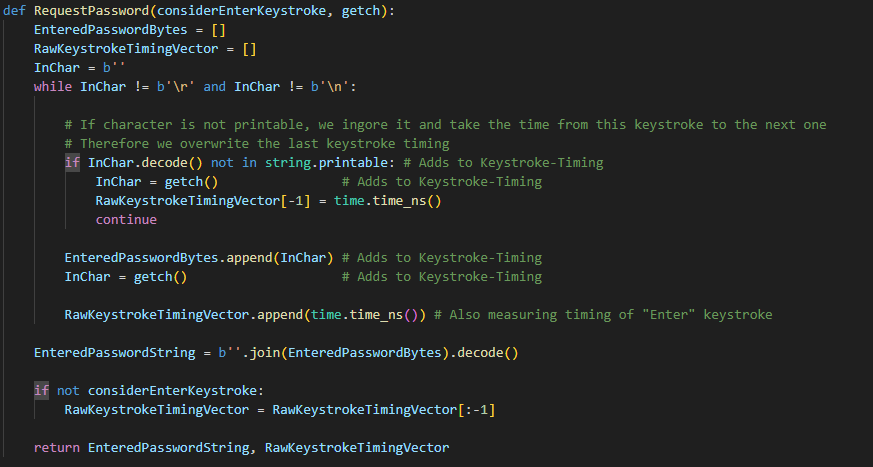 def RequestPassword(considerEnterKeystroke, getch):
    EnteredPasswordBytes = []
    RawKeystrokeTimingVector = []
    InChar = b''
    while InChar != b'\r' and InChar != b'\n':

        # If character is not printable, we ingore it and take the time from this keystroke to the next one
        # Therefore we overwrite the last keystroke timing
        if InChar.decode() not in string.printable: # Adds to Keystroke-Timing
            InChar = getch()                # Adds to Keystroke-Timing
            RawKeystrokeTimingVector[-1] = time.time_ns()
            continue

        EnteredPasswordBytes.append(InChar) # Adds to Keystroke-Timing
        InChar = getch()                    # Adds to Keystroke-Timing

        RawKeystrokeTimingVector.append(time.time_ns()) # Also measuring timing of "Enter" keystroke

    EnteredPasswordString = b''.join(EnteredPasswordBytes).decode()

    if not considerEnterKeystroke:
        RawKeystrokeTimingVector = RawKeystrokeTimingVector[:-1]

    return EnteredPasswordString, RawKeystrokeTimingVector